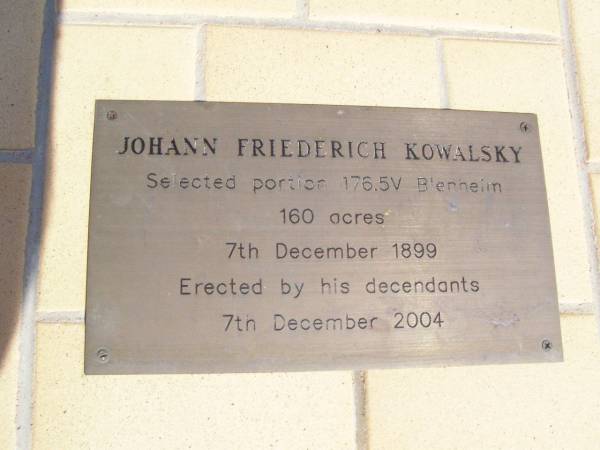 JOHANN FRIEDERICH KOWALSKY
Selected portion 176.5V Blenheim
160 acres
7th December 1899
Erected by his decendants
7th December 2004